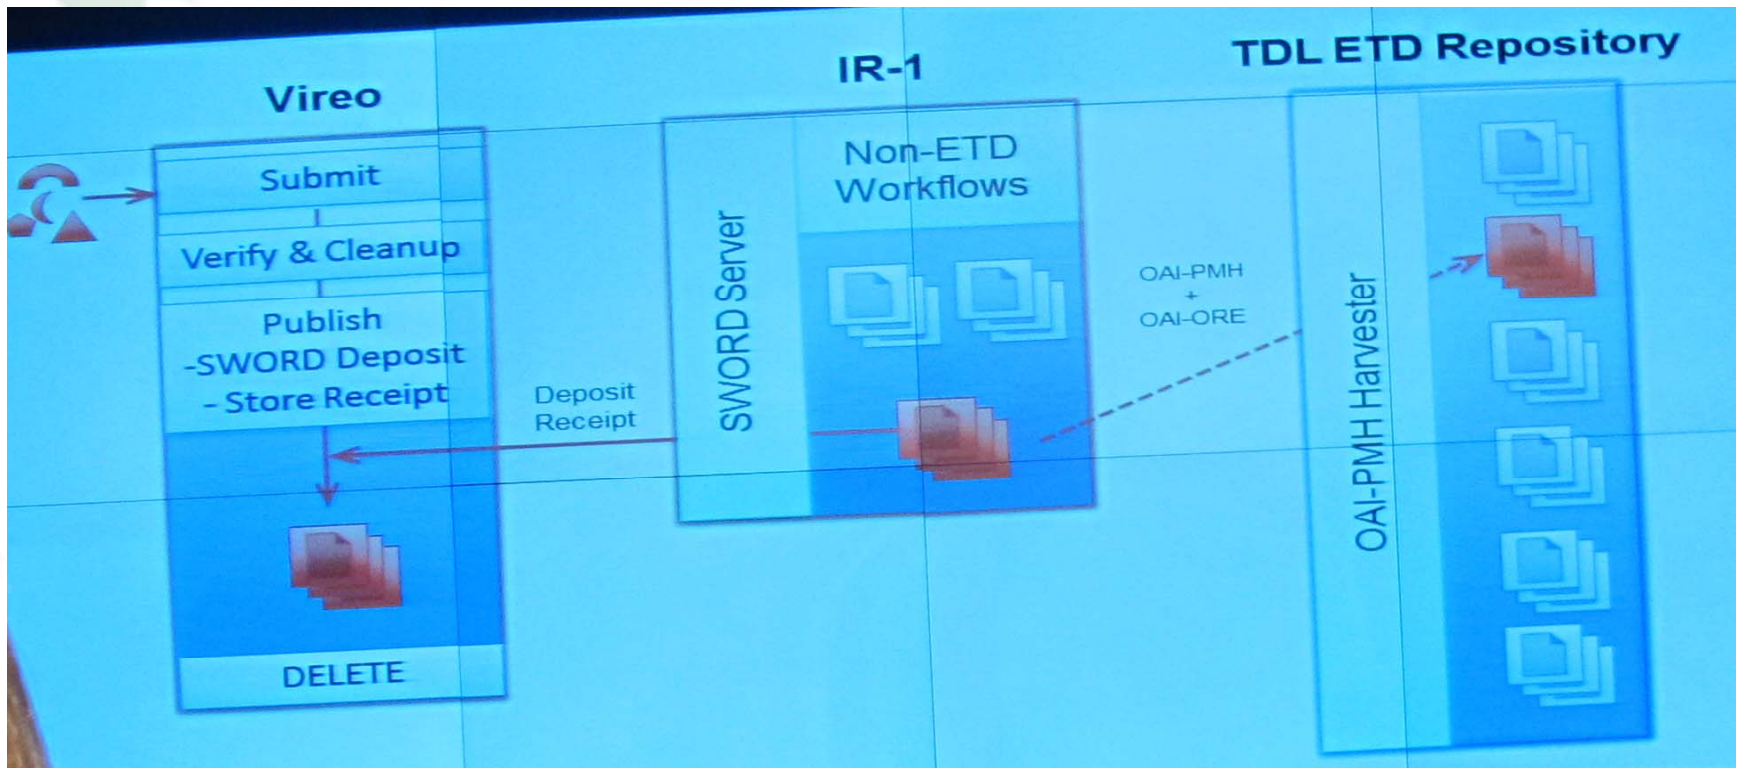 Vireo
Submit
Verify & Cleanup
Publish
-SWORD Deposit
- Store Receipt
DELETE
Deposit
Receipt
IR-1
SWORD Server
Non-ETD
Workflows
OAI-PMH
+
OAI-ORE
TDL ETD Repository
OAI-PMH Harvester